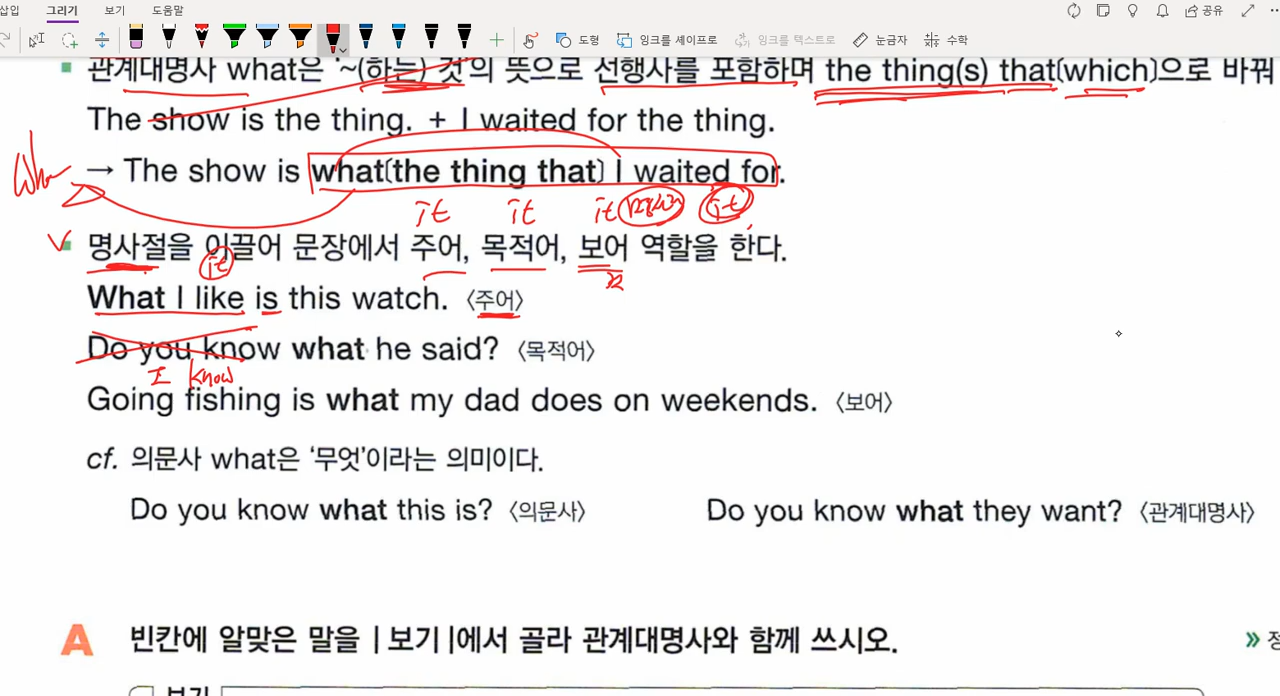 삽입 그리기 보기 도움말 공유
도형 잉크를 셰이프로 잉크를 텍스트로 눈금자 수학
관계대명사 what은 '~(하는) 것'의 뜻으로 선행사를 포함하며 the thing(s) that(which)으로 바꿔
The show is the thing. + I waited for the thing.
→ The show is what(the thing that) I waited for.
it it it it
명사절을 이끌어 문장에서 주어, 목적어, 보어 역할을 한다.
it
What I like is this watch. 〈주어〉
Do you know what he said? 〈목적어〉
I know
Going fishing is what my dad does on weekends. 〈보어〉
cf. 의문사 what은 '무엇'이라는 의미이다.
Do you know what this is? 〈의문사〉 Do you know what they want? 〈관계대명사〉
A 빈칸에 알맞은 말을 |보기|에서 골라 관계대명사와 함께 쓰시오.
보기